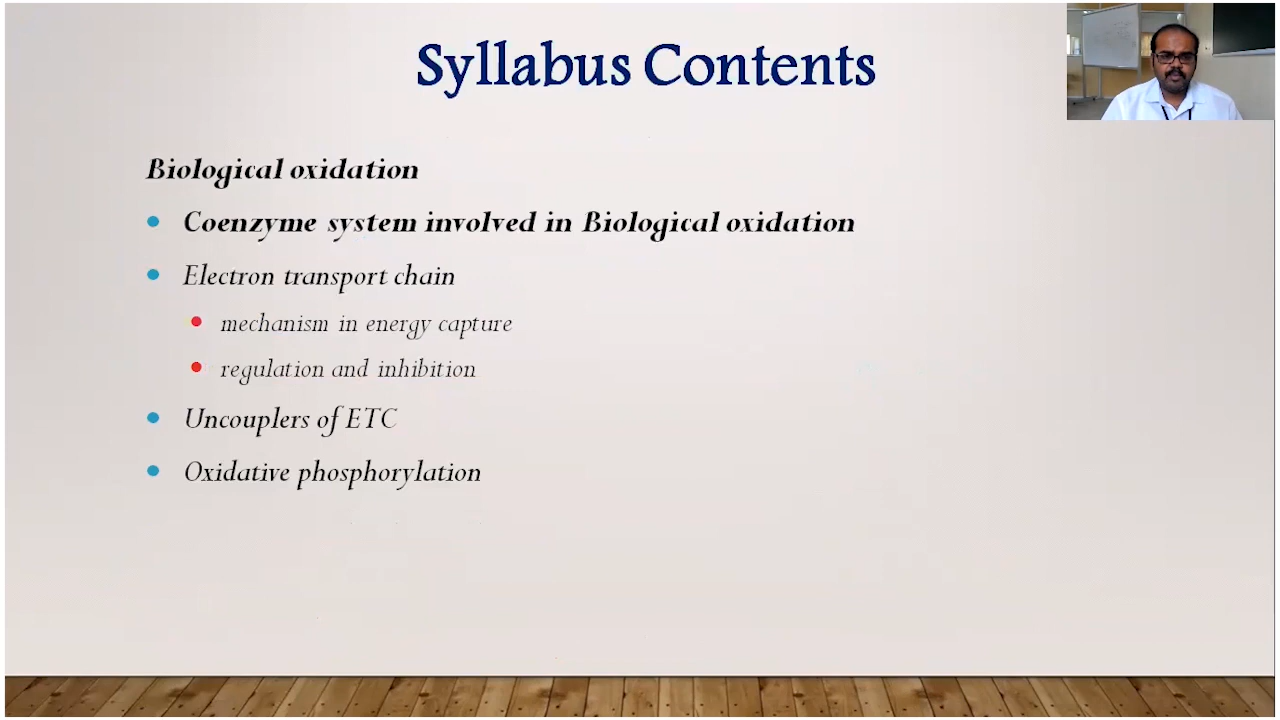 Syllabus Contents
Biological oxidation
Coenzyme system involved in Biological oxidation
Electron transport chain
mechanism in energy capture
regulation and inhibition
Uncouplers of ETC
Oxidative phosphorylation